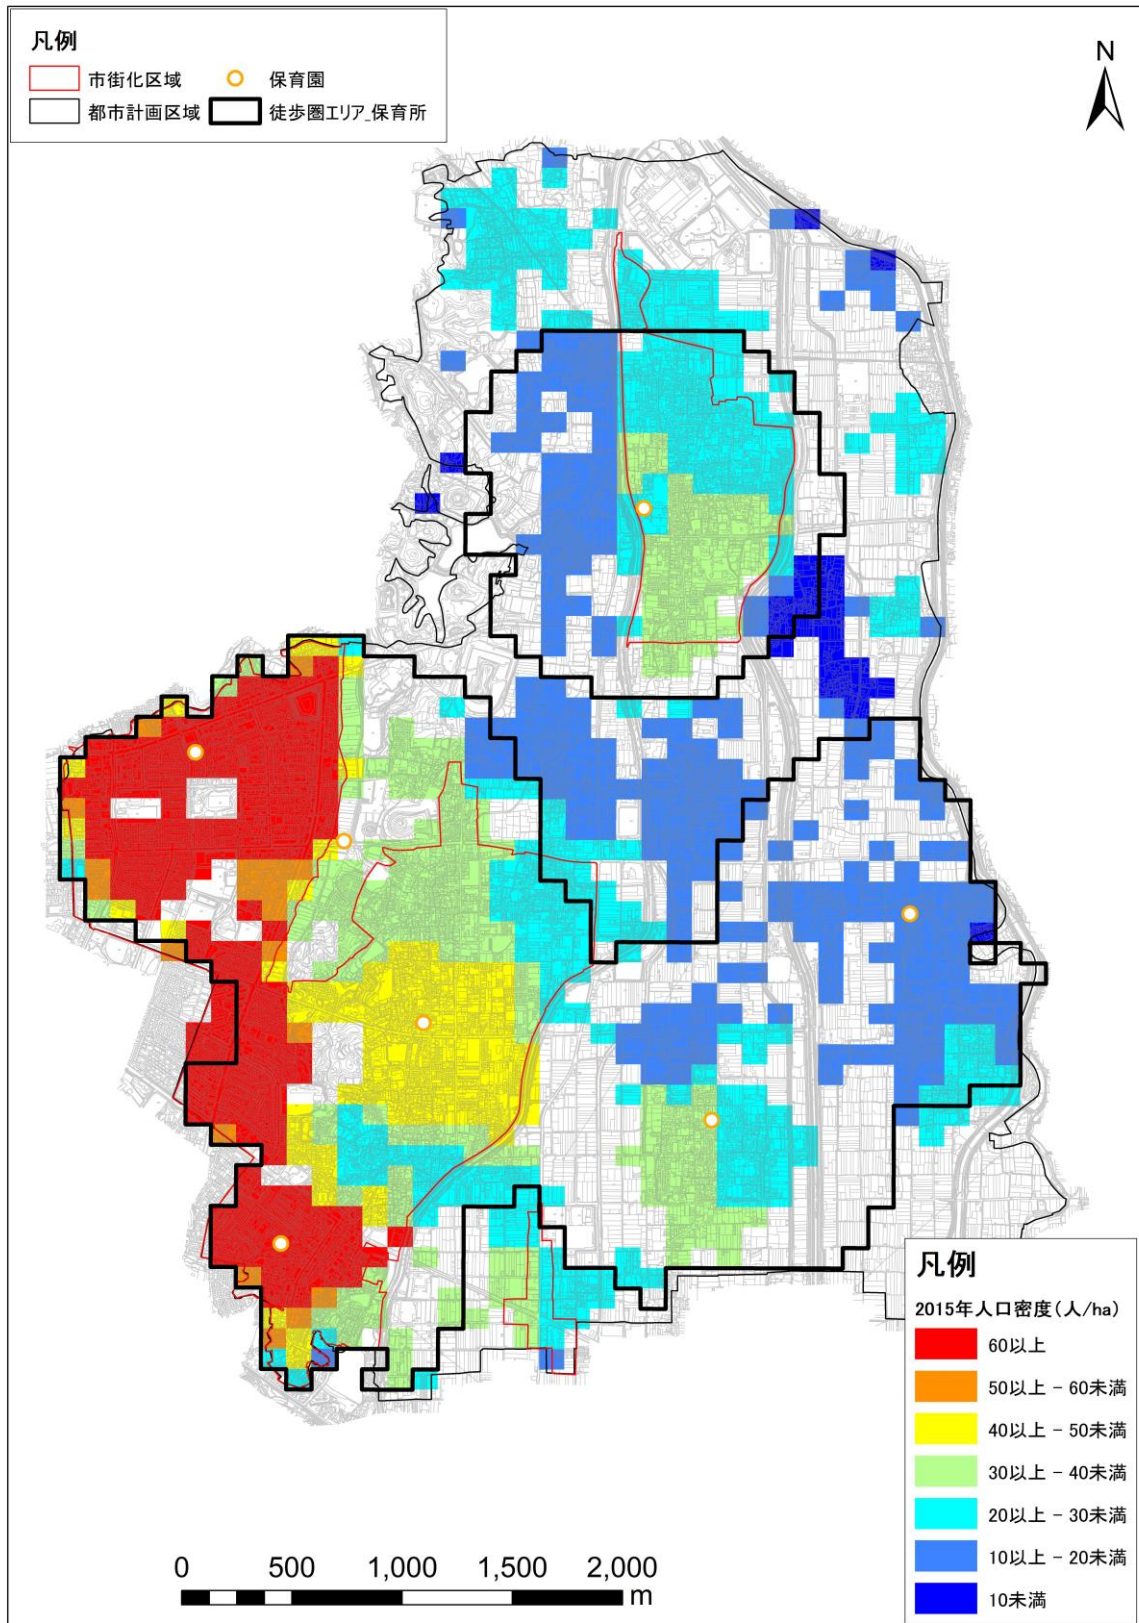 凡例
市街化区域
保育園
都市計画区域
徒歩圏エリア_保育所
N
凡例
2015年人口密度(人/ha)
60以上
50以上 - 60未満
40以上 - 50未満
30以上 - 40未満
20以上 - 30未満
10以上 - 20未満
10未満
0 500 1,000 1,500 2,000
m